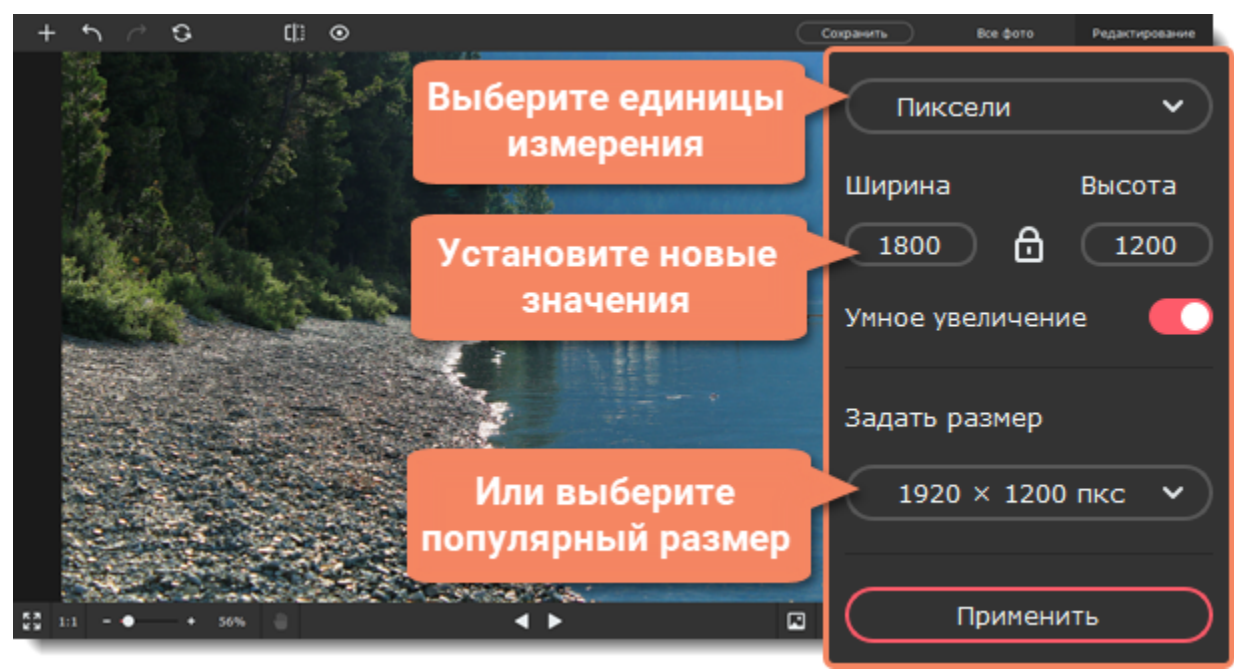 Сохранить
Все фото
Редактирование
Выберите единицы
измерения
Пиксели
Ширина
Высота
Установите новые
значения
1800
1200
Умное увеличение
Задать размер
Или выберите
популярный размер
1920 × 1200 пкс
Применить
1:1
56%